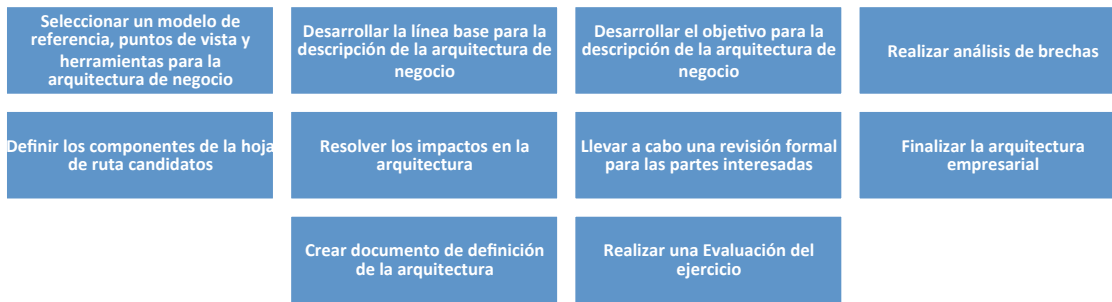 Seleccionar un modelo de
referencia, puntos de vista y
herramientas para la
arquitectura de negocio
Desarrollar la línea base para la
descripción de la arquitectura de
negocio
Desarrollar el objetivo para la
descripción de la arquitectura de
negocio
Realizar análisis de brechas
Definir los componentes de la hoja
de ruta candidatos
Resolver los impactos en la
arquitectura
Llevar a cabo una revisión formal
para las partes interesadas
Finalizar la arquitectura
empresarial
Crear documento de definición
de la arquitectura
Realizar una Evaluación del
ejercicio